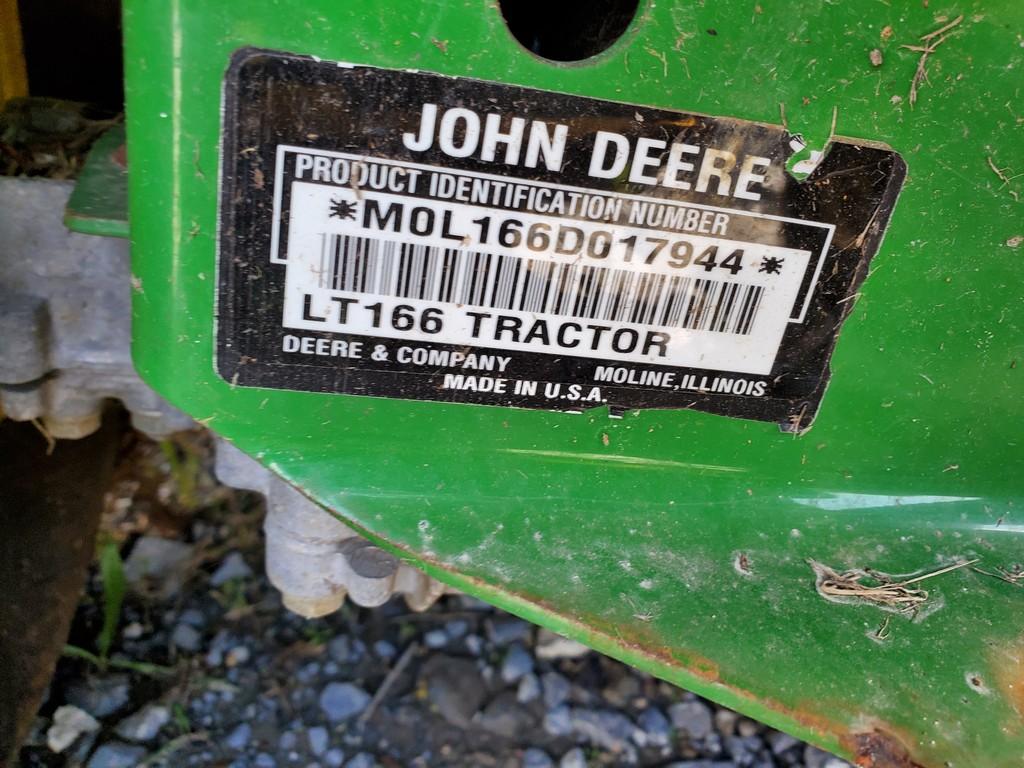 JOHN DEERE
PRODUCT IDENTIFICATION NUMBER
*M0L166D017944*
LT166 TRACTOR
DEERE & COMPANY MOLINE, ILLINOIS
MADE IN U.S.A.